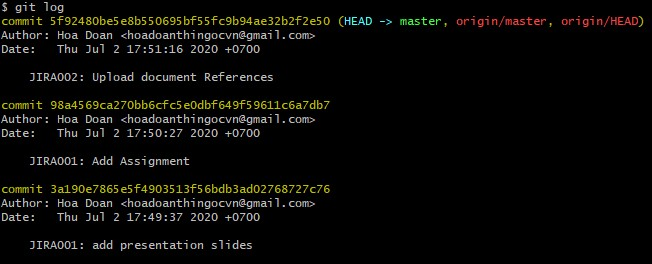 $ git log
commit 5f92480be5e8b550695bf55fc9b94ae32b2f2e50 (HEAD -> master, origin/master, origin/HEAD)
Author: Hoa Doan <hoadoanthingocvn@gmail.com>
Date:   Thu Jul 2 17:51:16 2020 +0700
JIRA002: Upload document References
commit 98a4569ca270bb6cfc5e0dbf649f59611c6a7db7
Author: Hoa Doan <hoadoanthingocvn@gmail.com>
Date:   Thu Jul 2 17:50:27 2020 +0700
JIRA001: Add Assignment
commit 3a190e7865e5f4903513f56bdb3ad02768727c76
Author: Hoa Doan <hoadoanthingocvn@gmail.com>
Date:   Thu Jul 2 17:49:37 2020 +0700
JIRA001: add presentation slides